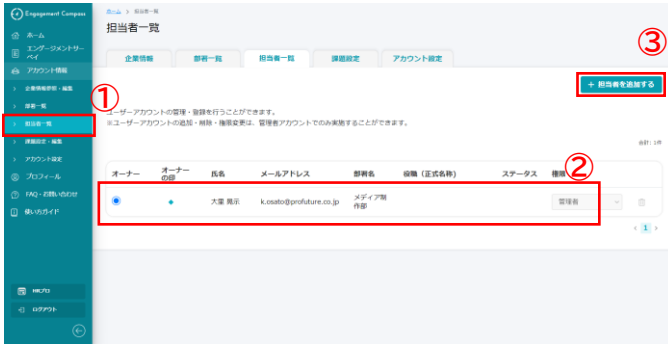 Engagement Compass
ホーム
エンゲージメントサーベイ
アカウント情報
企業情報参照・編集
部署一覧
担当者一覧
課題設定・編集
アカウント設定
プロフィール
FAQ・お問い合わせ
使い方ガイド
HRプロ
ログアウト
ホーム > 担当者一覧
担当者一覧
企業情報 部署一覧 担当者一覧 課題設定 アカウント設定
③
+ 担当者を追加する
①
ユーザーアカウントの管理・登録を行うことができます。
※ユーザーアカウントの追加・削除・権限変更は、管理者アカウントでのみ実施することができます。
合計: 1件
②
オーナー オーナーの印 氏名 メールアドレス 部署名 役職（正式名称） ステータス 権限
大里 k.osato@profuture.co.jp メディア制作部 管理者
< 1 >